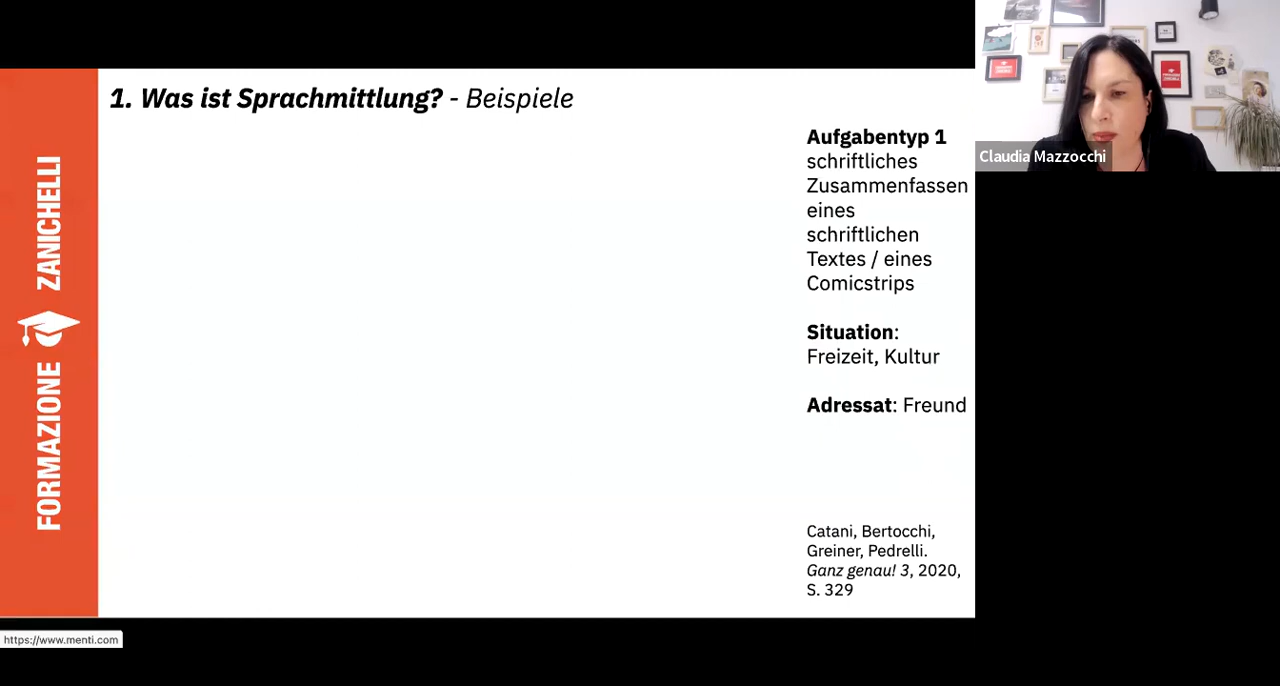 1. Was ist Sprachmittlung? - Beispiele
Aufgabentyp 1
schriftliches
Zusammenfassen
eines
schriftlichen
Textes / eines
Comicstrips
Situation:
Freizeit, Kultur
Adressat: Freund
Catani, Bertocchi,
Greiner, Pedrelli.
Ganz genau! 3, 2020,
S. 329
FORMAZIONE ZANICHELLI
Claudia Mazzocchi
https://www.menti.com